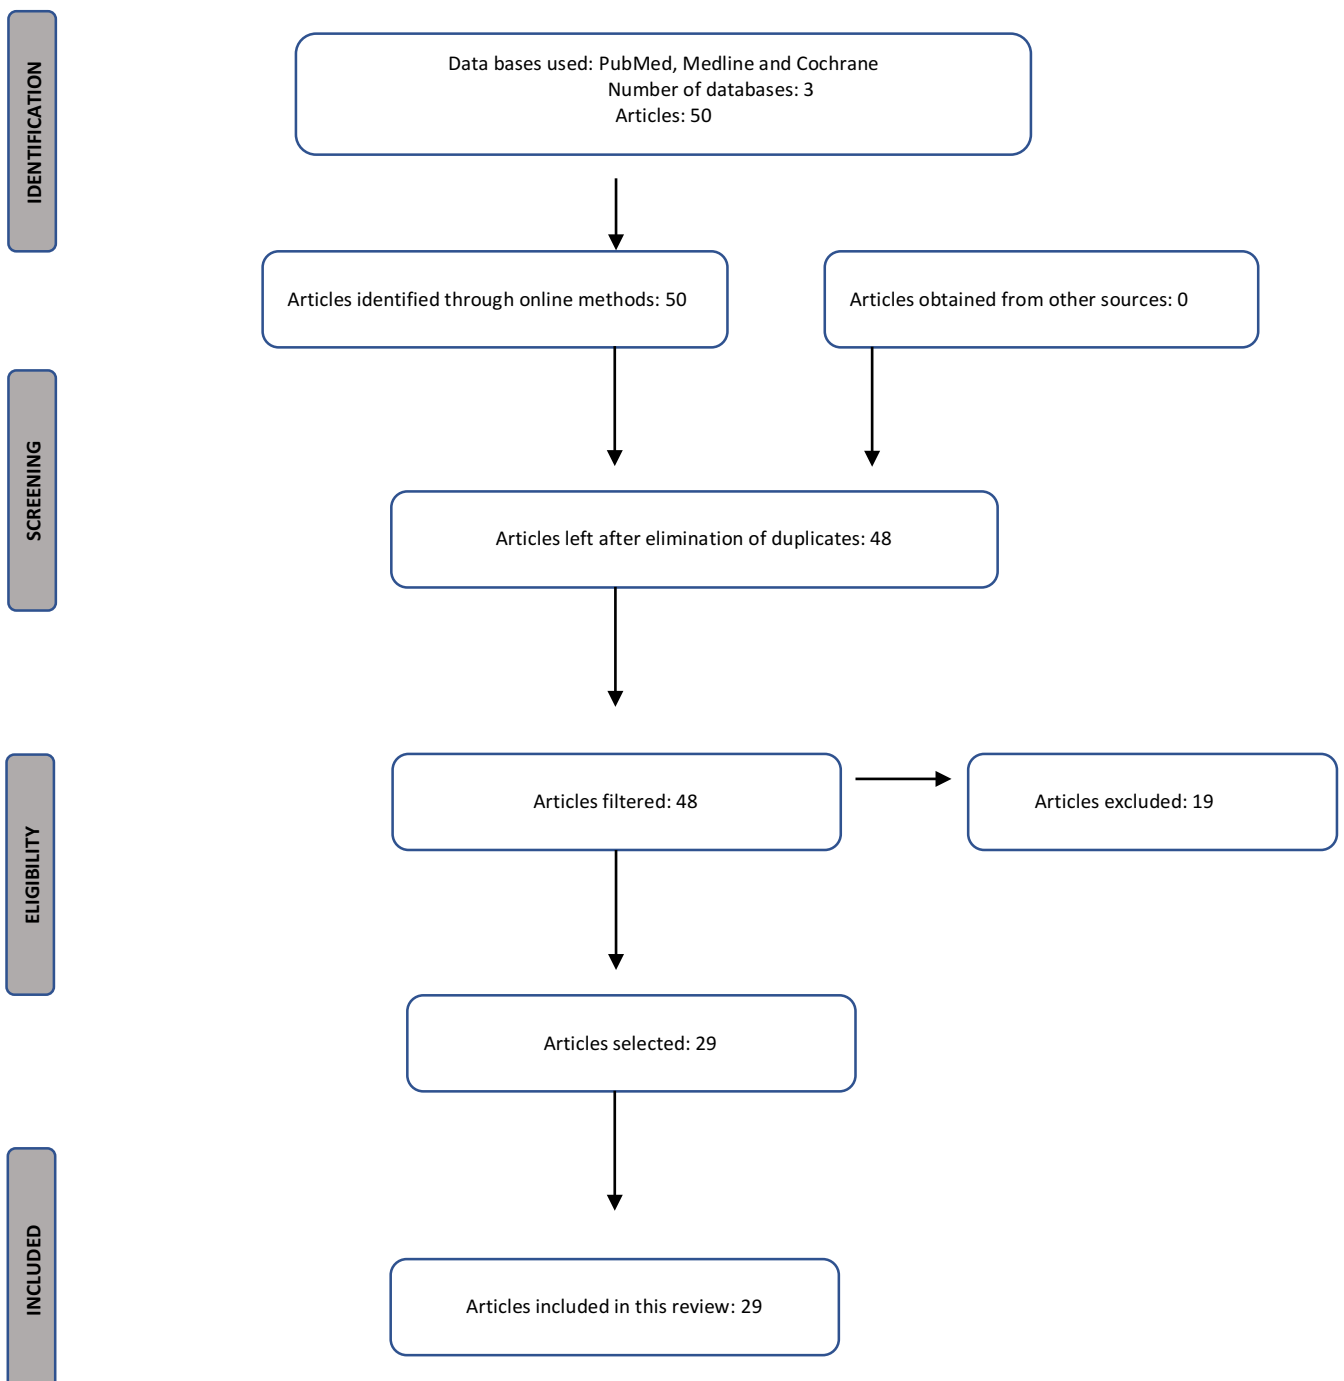 IDENTIFICATION
Data bases used: PubMed, Medline and Cochrane
Number of databases: 3
Articles: 50
Articles identified through online methods: 50
Articles obtained from other sources: 0
SCREENING
Articles left after elimination of duplicates: 48
ELIGIBILITY
Articles filtered: 48
Articles excluded: 19
Articles selected: 29
INCLUDED
Articles included in this review: 29